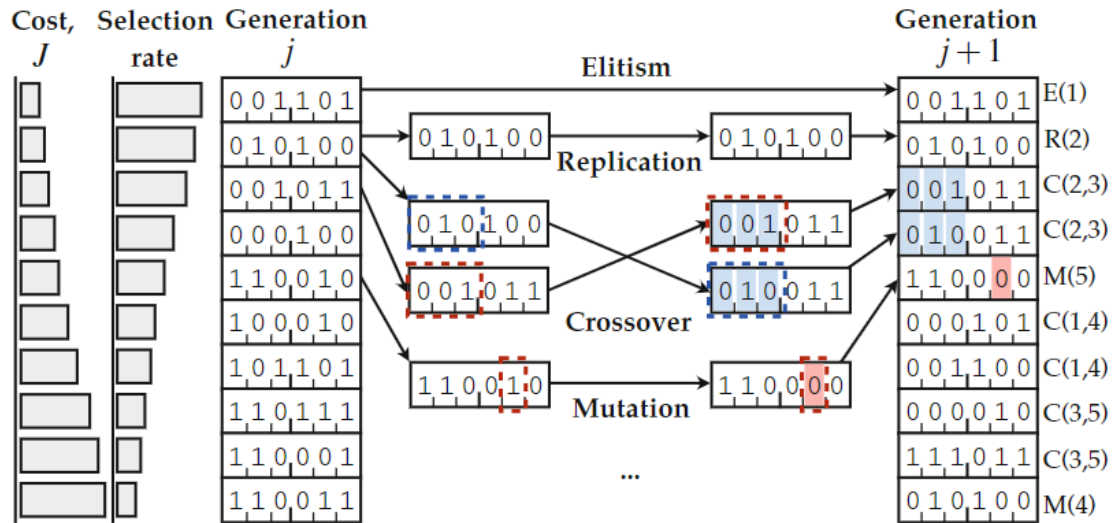 Cost,
J
Selection
rate
Generation
j
0 0 1 1 0 1
0 1 0 1 0 0
0 0 1 0 1 1
0 0 0 1 0 0
1 1 0 0 1 0
1 0 0 0 1 0
1 0 1 1 0 1
1 1 0 1 1 1
1 1 0 0 0 1
1 1 0 0 1 1
Elitism
0 1 0 1 0 0
0 1 0 1 0 0
Replication
0 1 0 1 0 0
0 0 1 0 1 1
0 0 1 0 1 1
0 1 0 0 1 1
Crossover
1 1 0 0 1 0
1 1 0 0 0 0
Mutation
...
Generation
j + 1
0 0 1 1 0 1 E(1)
0 1 0 1 0 0 R(2)
0 0 1 0 1 1 C(2,3)
0 1 0 0 1 1 C(2,3)
1 1 0 0 0 0 M(5)
0 0 0 1 0 1 C(1,4)
0 0 1 1 0 0 C(1,4)
0 0 0 0 1 0 C(3,5)
1 1 1 0 1 1 C(3,5)
0 1 0 1 0 0 M(4)